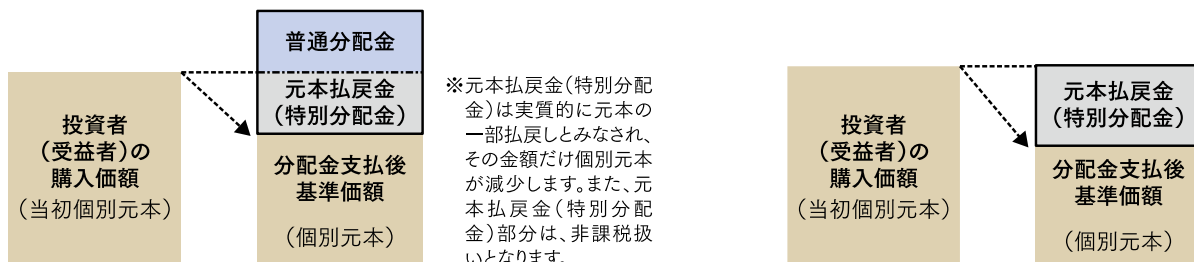 投資者
（受益者）の
購入価額
（当初個別元本）
普通分配金
元本払戻金
（特別分配金）
分配金支払後
基準価額
（個別元本）
※元本払戻金（特別分配
金）は実質的に元本の
一部払戻しとみなされ、
その金額だけ個別元本
が減少します。また、元
本払戻金（特別分配
金）部分は、非課税扱
いとなります。
投資者
（受益者）の
購入価額
（当初個別元本）
元本払戻金
（特別分配金）
分配金支払後
基準価額
（個別元本）